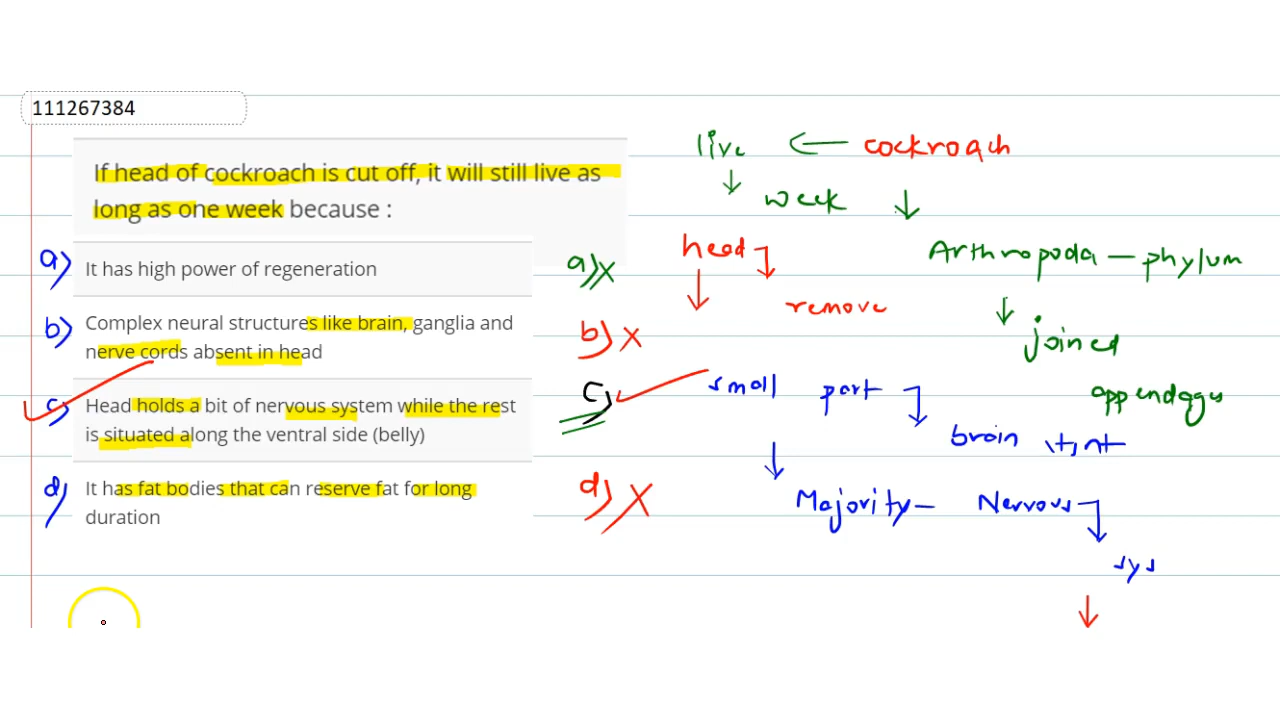 111267384
If head of cockroach is cut off, it will still live as
long as one week because :
a) It has high power of regeneration
b) Complex neural structures like brain, ganglia and
nerve cords absent in head
c) Head holds a bit of nervous system while the rest
is situated along the ventral side (belly)
d) It has fat bodies that can reserve fat for long
duration
a) x
b) x
c)
d) x
live ← cockroach
↓ week ↓
head
↓ remove
Arthropoda – phylum
↓ joined
appendages
small part
brain
↓ Majority – Nervous
sys
↓